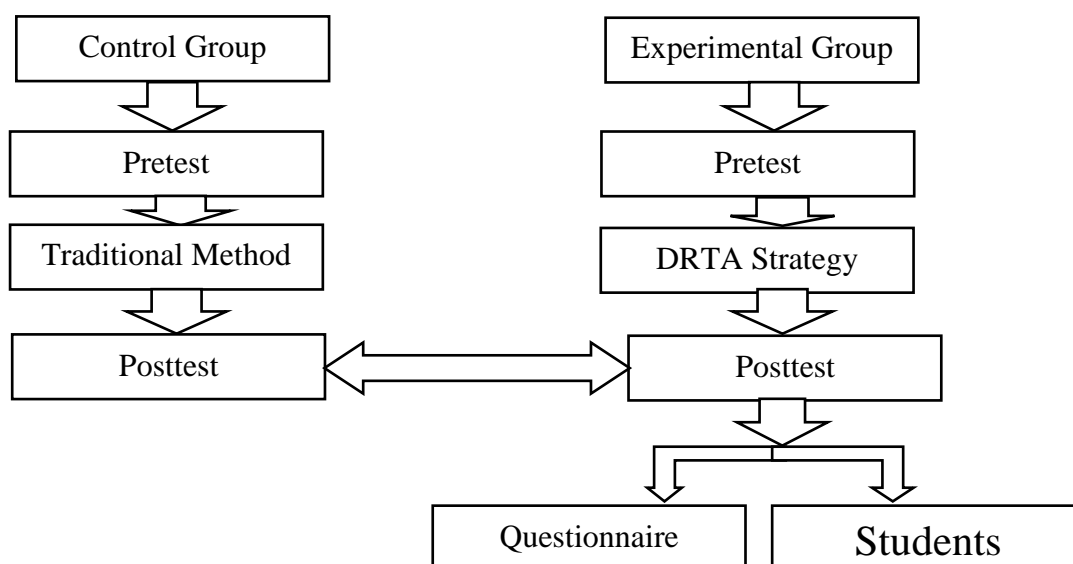 Control Group
Experimental Group
Pretest
Pretest
Traditional Method
DRTA Strategy
Posttest
Posttest
Questionnaire
Students